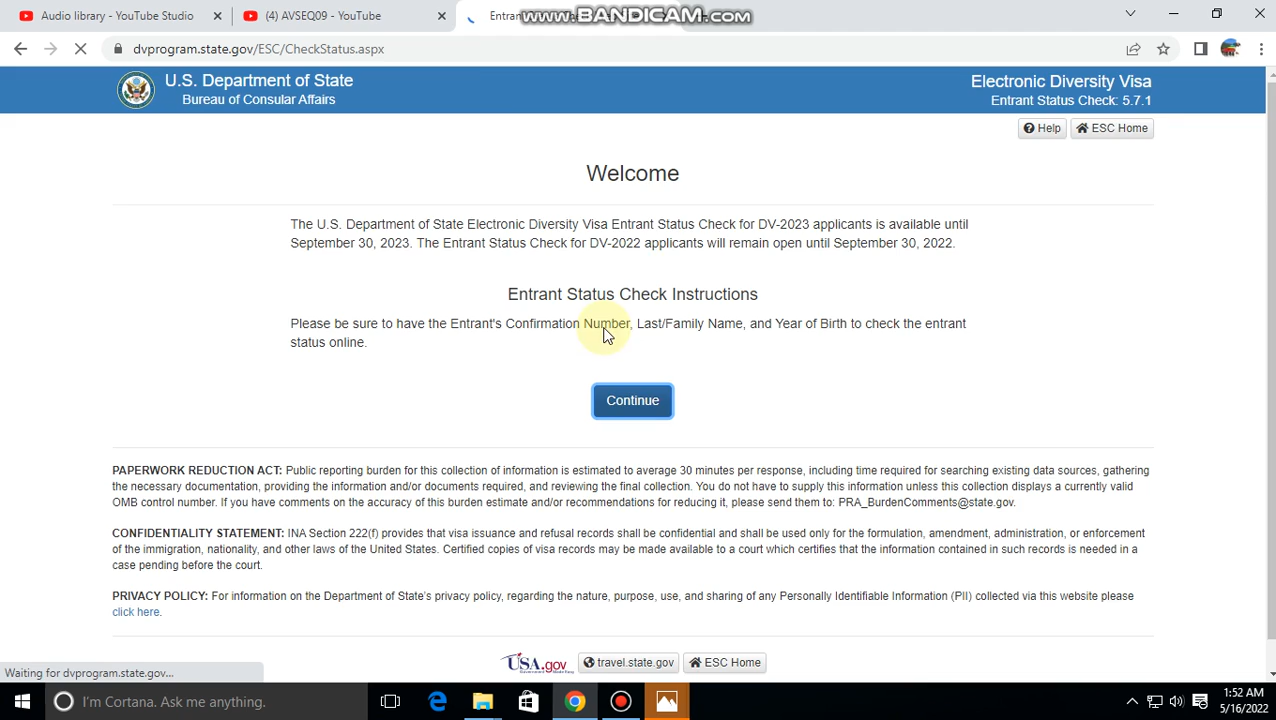 Audio library - YouTube Studio
(4) AVSEQ09 - YouTube
Entran
www.BANDICAM.com
dvprogram.state.gov/ESC/CheckStatus.aspx
U.S. Department of State
Bureau of Consular Affairs
Electronic Diversity Visa
Entrant Status Check: 5.7.1
Help
ESC Home
Welcome
The U.S. Department of State Electronic Diversity Visa Entrant Status Check for DV-2023 applicants is available until
September 30, 2023. The Entrant Status Check for DV-2022 applicants will remain open until September 30, 2022.
Entrant Status Check Instructions
Please be sure to have the Entrant's Confirmation Number, Last/Family Name, and Year of Birth to check the entrant
status online.
Continue
PAPERWORK REDUCTION ACT: Public reporting burden for this collection of information is estimated to average 30 minutes per response, including time required for searching existing data sources, gathering
the necessary documentation, providing the information and/or documents required, and reviewing the final collection. You do not have to supply this information unless this collection displays a currently valid
OMB control number. If you have comments on the accuracy of this burden estimate and/or recommendations for reducing it, please send them to: PRA_BurdenComments@state.gov.
CONFIDENTIALITY STATEMENT: INA Section 222(f) provides that visa issuance and refusal records shall be confidential and shall be used only for the formulation, amendment, administration, or enforcement
of the immigration, nationality, and other laws of the United States. Certified copies of visa records may be made available to a court which certifies that the information contained in such records is needed in a
case pending before the court.
PRIVACY POLICY: For information on the Department of State's privacy policy, regarding the nature, purpose, use, and sharing of any Personally Identifiable Information (PII) collected via this website please
click here.
USA.gov
travel.state.gov
ESC Home
Waiting for dvprogram.state.gov...
I'm Cortana. Ask me anything.
1:52 AM
5/16/2022